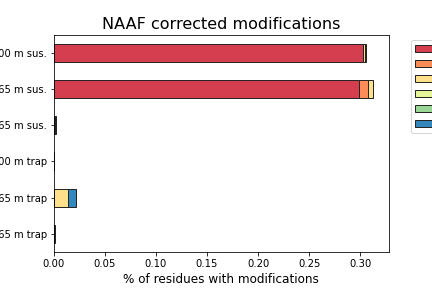 NAAF corrected modifications
00 m sus.
65 m sus.
65 m sus.
00 m trap
65 m trap
65 m trap
0.00 0.05 0.10 0.15 0.20 0.25 0.30
% of residues with modifications